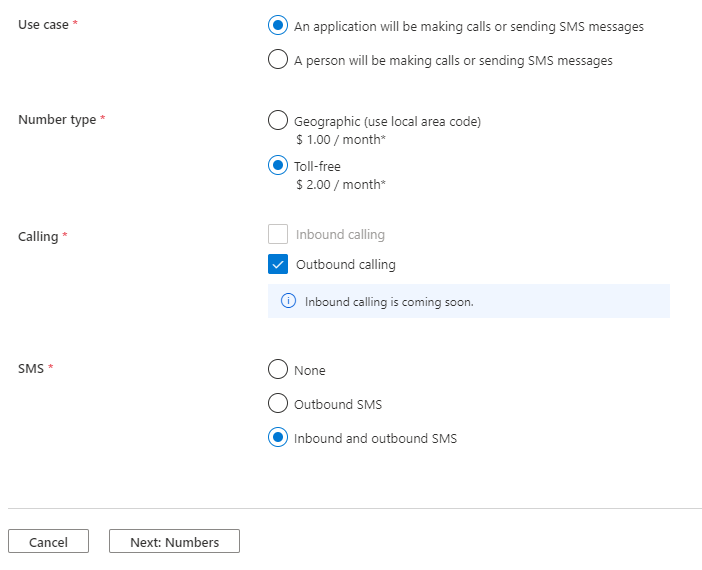 Use case *
An application will be making calls or sending SMS messages
A person will be making calls or sending SMS messages
Number type *
Geographic (use local area code)
$ 1.00 / month*
Toll-free
$ 2.00 / month*
Calling *
Inbound calling
Outbound calling
Inbound calling is coming soon.
SMS *
None
Outbound SMS
Inbound and outbound SMS
Cancel
Next: Numbers